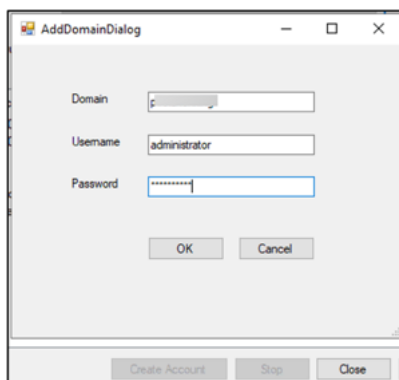 AddDomainDialog
Domain
Username administrator
Password **********
OK Cancel
Create Account Stop Close